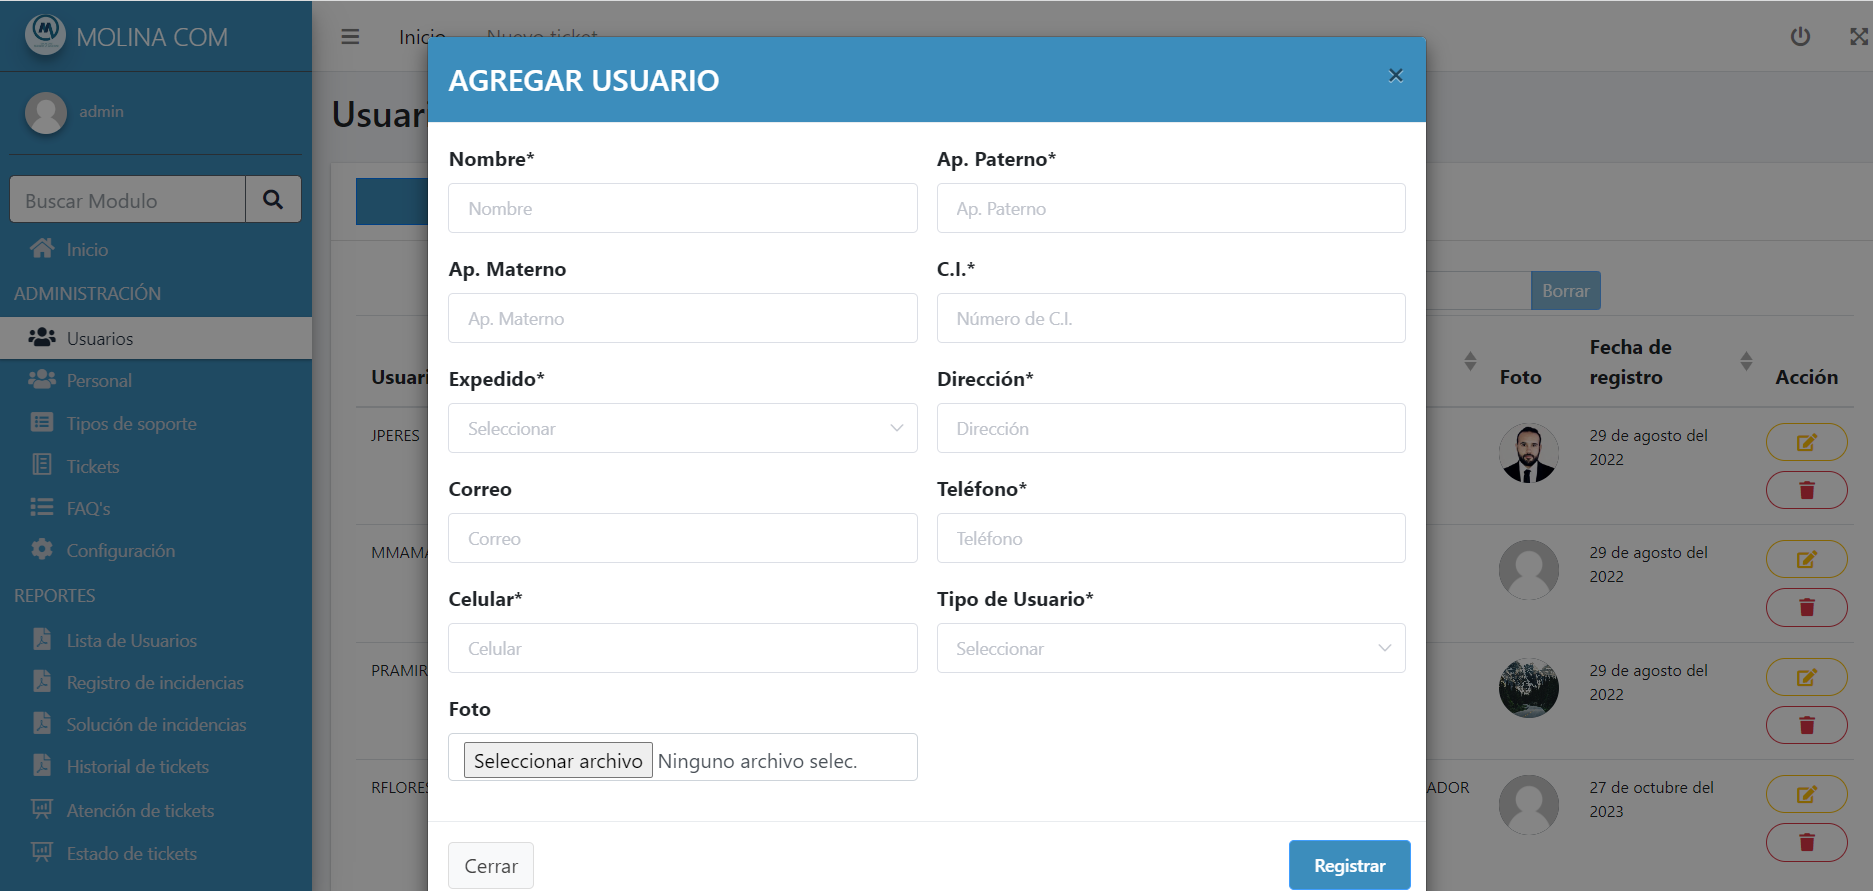 MOLINA COM
admin
Buscar Modulo
Inicio
ADMINISTRACIÓN
Usuarios
Personal
Tipos de soporte
Tickets
FAQ's
Configuración
REPORTES
Lista de Usuarios
Registro de incidencias
Solución de incidencias
Historial de tickets
Atención de tickets
Estado de tickets
Inicio Nuevo ticket
Usuari
AGREGAR USUARIO ×
Nombre* Ap. Paterno*
Nombre Ap. Paterno
Ap. Materno C.I.*
Ap. Materno Número de C.I.
Expedido* Dirección*
Seleccionar Dirección
Correo Teléfono*
Correo Teléfono
Celular* Tipo de Usuario*
Celular Seleccionar
Foto
Seleccionar archivo Ninguno archivo selec.
Cerrar Registrar
Borrar
Usuari Foto Fecha de registro Acción
JPERES 29 de agosto del
2022
MMAMA 29 de agosto del
2022
PRAMIR 29 de agosto del
2022
RFLORES ADOR 27 de octubre del
2023